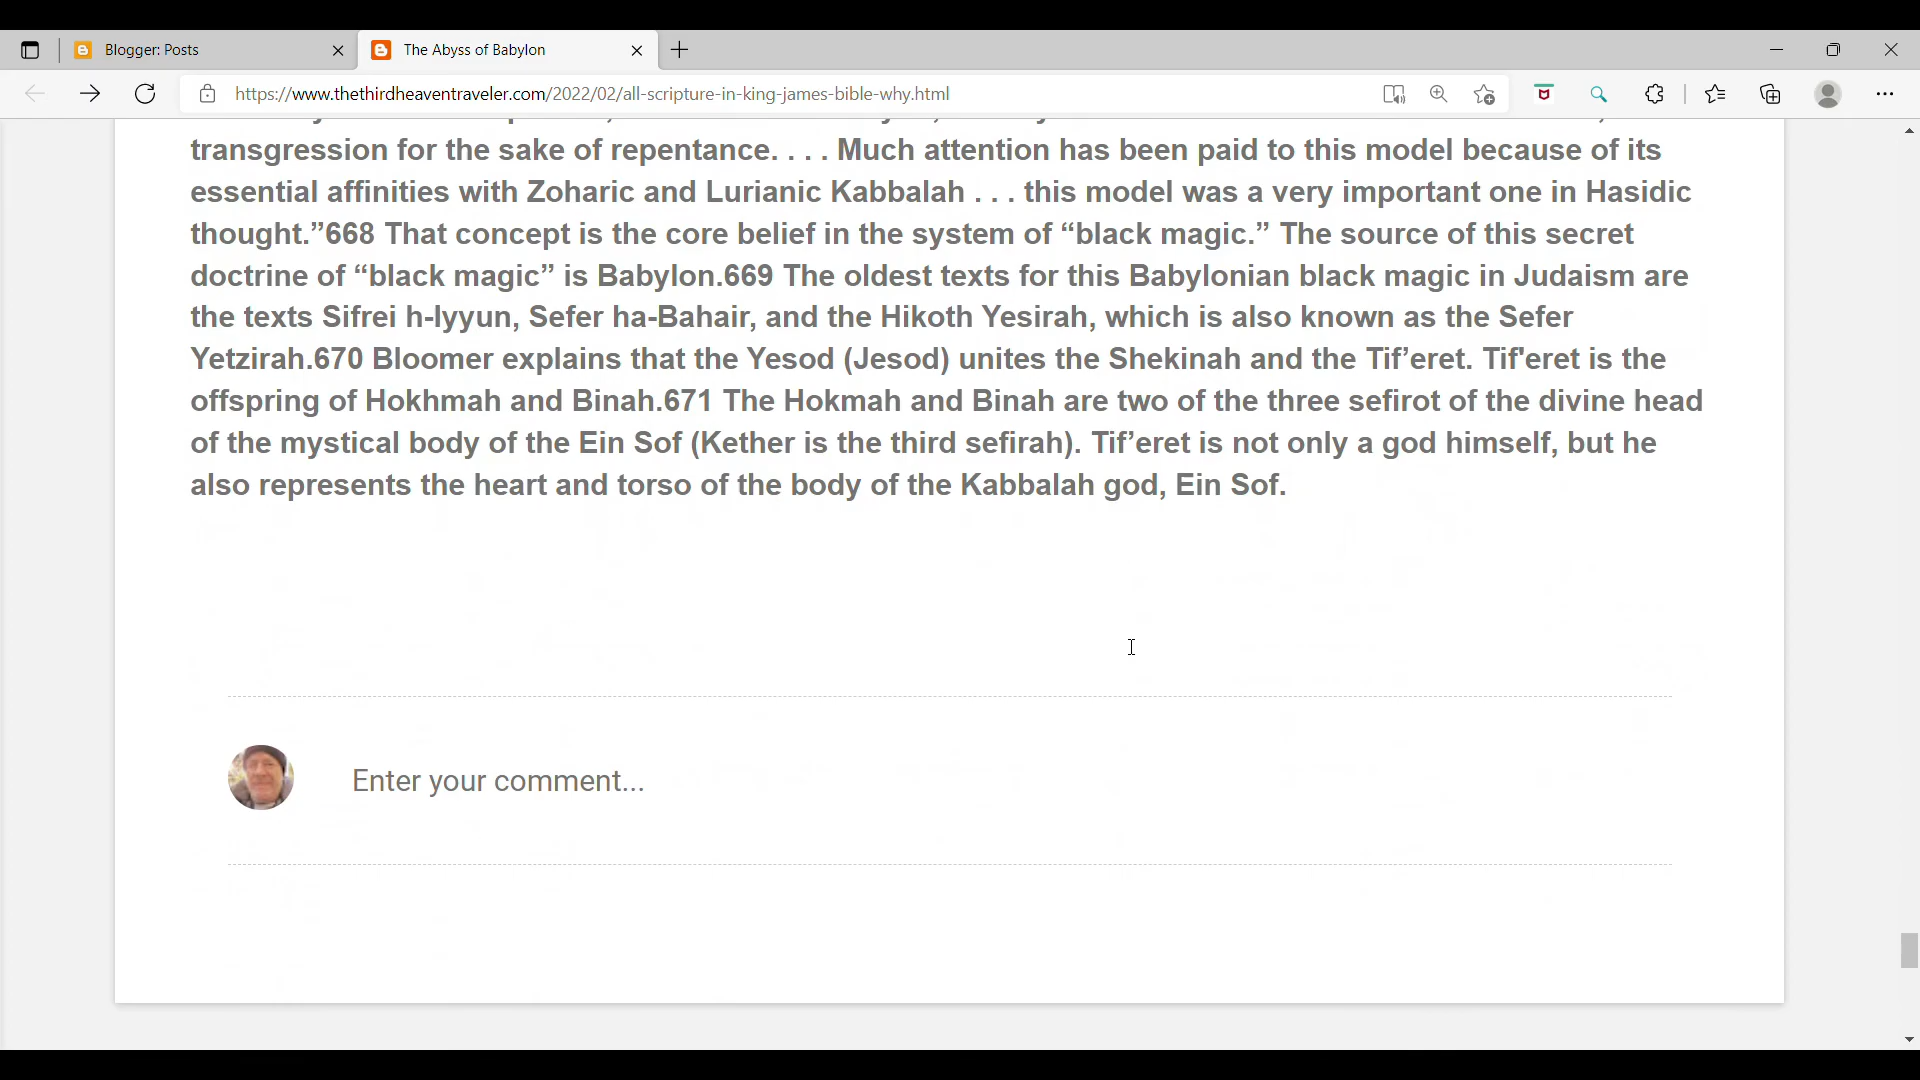 Blogger: Posts
The Abyss of Babylon
https://www.thethirdheaventraveler.com/2022/02/all-scripture-in-king-james-bible-why.html
transgression for the sake of repentance. . . . Much attention has been paid to this model because of its
essential affinities with Zoharic and Lurianic Kabbalah . . . this model was a very important one in Hasidic
thought.”668 That concept is the core belief in the system of “black magic.” The source of this secret
doctrine of “black magic” is Babylon.669 The oldest texts for this Babylonian black magic in Judaism are
the texts Sifrei h-Iyyun, Sefer ha-Bahair, and the Hikoth Yesirah, which is also known as the Sefer
Yetzirah.670 Bloomer explains that the Yesod (Jesod) unites the Shekinah and the Tif’eret. Tif'eret is the
offspring of Hokhmah and Binah.671 The Hokmah and Binah are two of the three sefirot of the divine head
of the mystical body of the Ein Sof (Kether is the third sefirah). Tif’eret is not only a god himself, but he
also represents the heart and torso of the body of the Kabbalah god, Ein Sof.
Enter your comment...